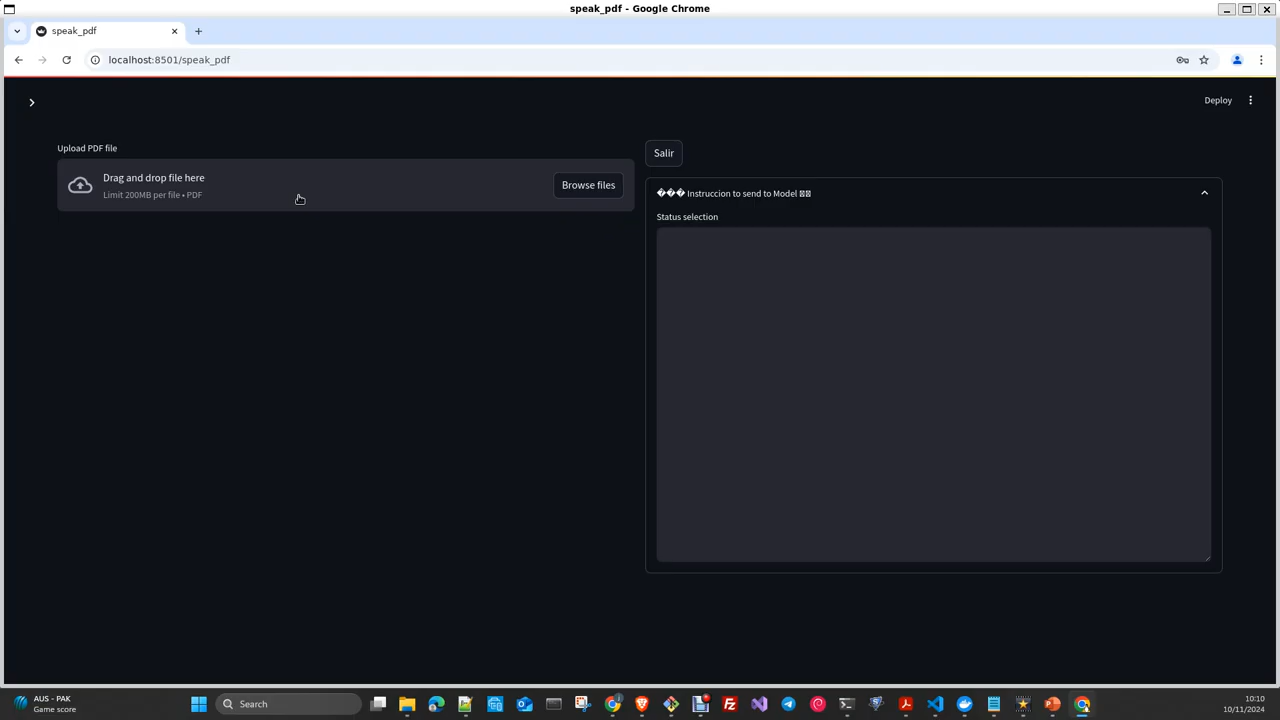 speak_pdf - Google Chrome
speak_pdf
localhost:8501/speak_pdf
Deploy
Upload PDF file
Drag and drop file here
Limit 200MB per file • PDF
Browse files
Salir
��� Instruccion to send to Model
Status selection
AUS - PAK
Game score
Search
10:10
10/11/2024